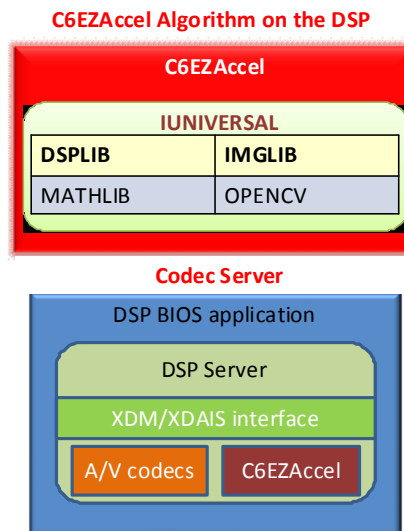 C6EZAccel Algorithm on the DSP
C6EZAccel
IUNIVERSAL
DSPLIB IMGLIB
MATHLIB OPENCV
Codec Server
DSP BIOS application
DSP Server
XDM/XDAIS interface
A/V codecs C6EZAccel